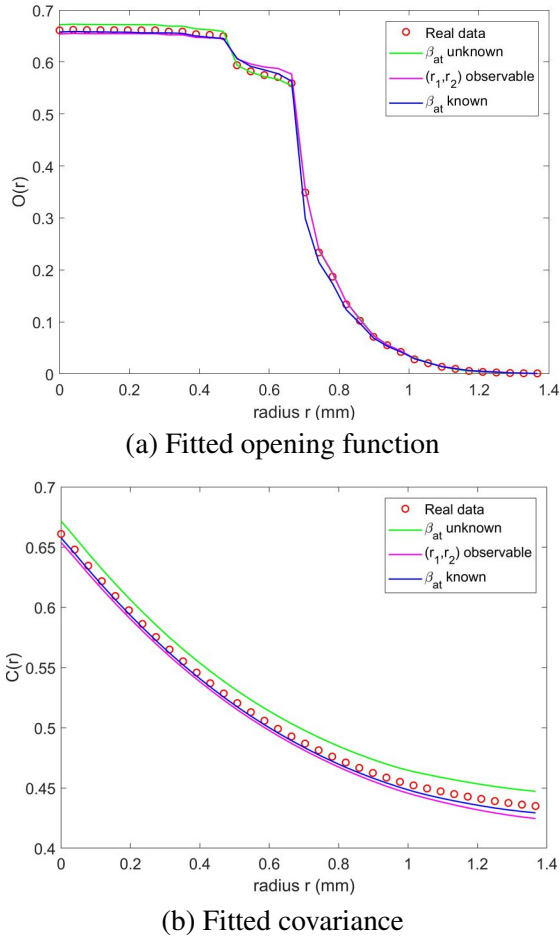 0.7
0.6
0.5
0.4
0.3
0.2
0.1
0
O(r)
0
0.2
0.4
0.6
0.8
1
1.2
1.4
radius r (mm)
Real data
β_at unknown
(r_1,r_2) observable
β_at known
(a) Fitted opening function
0.7
0.65
0.6
0.55
0.5
0.45
0.4
C(r)
0
0.2
0.4
0.6
0.8
1
1.2
1.4
radius r (mm)
Real data
β_at unknown
(r_1,r_2) observable
β_at known
(b) Fitted covariance